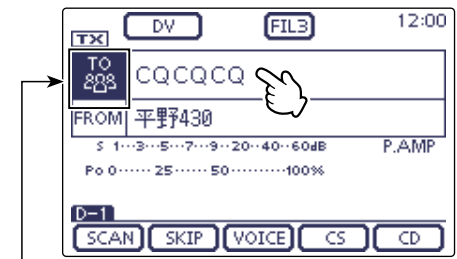 TX DV FIL3 12:00
TO CQCQCQ
FROM 平野430
S 1···3···5···7···9··20··40··60dB P.AMP
Po 0······25······50··········100%
D-1
SCAN SKIP VOICE CS CD